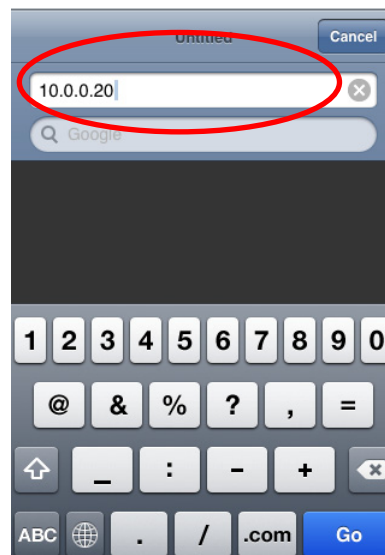 Untitled
Cancel
10.0.0.20
Google
1 2 3 4 5 6 7 8 9 0
@ & % ? , =
_ : - +
ABC . / .com Go